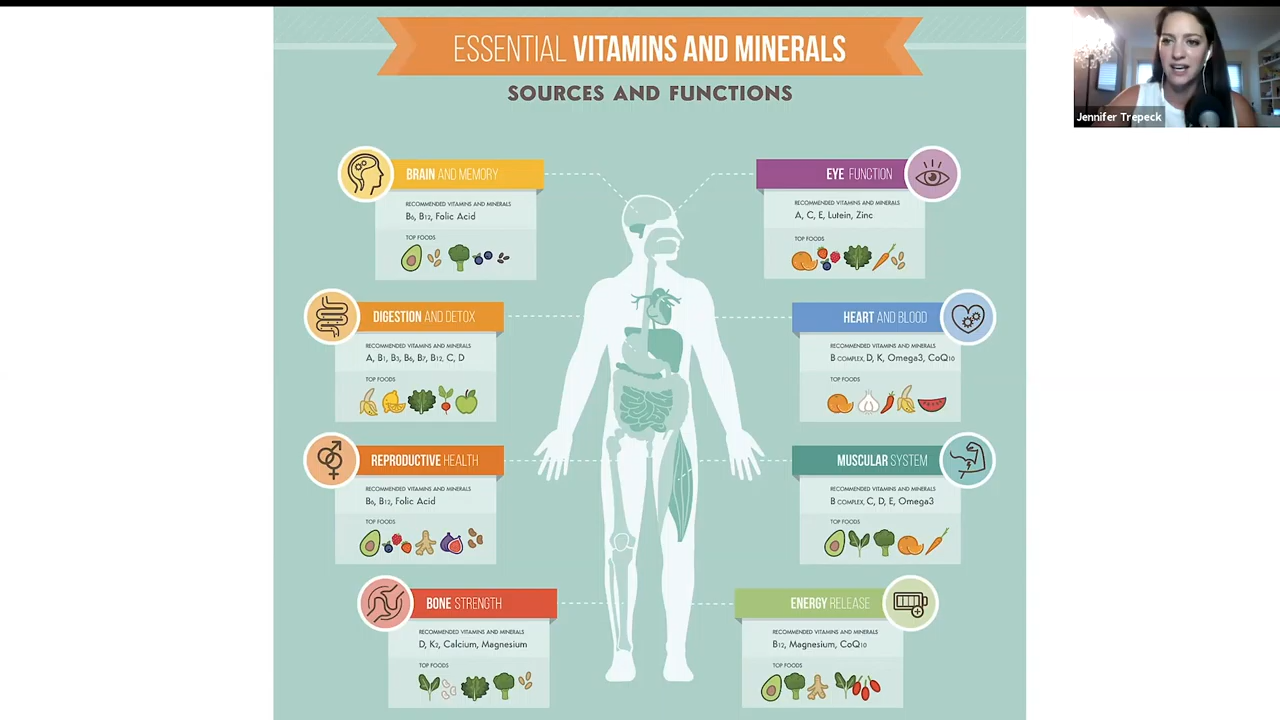 ESSENTIAL VITAMINS AND MINERALS
SOURCES AND FUNCTIONS
Jennifer Trepeck
BRAIN AND MEMORY
RECOMMENDED VITAMINS AND MINERALS
B6, B12, Folic Acid
TOP FOODS
EYE FUNCTION
RECOMMENDED VITAMINS AND MINERALS
A, C, E, Lutein, Zinc
TOP FOODS
DIGESTION AND DETOX
RECOMMENDED VITAMINS AND MINERALS
A, B1, B3, B6, B7, B12, C, D
TOP FOODS
HEART AND BLOOD
RECOMMENDED VITAMINS AND MINERALS
B COMPLEX, D, K, Omega3, CoQ10
TOP FOODS
REPRODUCTIVE HEALTH
RECOMMENDED VITAMINS AND MINERALS
B6, B12, Folic Acid
TOP FOODS
MUSCULAR SYSTEM
RECOMMENDED VITAMINS AND MINERALS
B COMPLEX, C, D, E, Omega3
TOP FOODS
BONE STRENGTH
RECOMMENDED VITAMINS AND MINERALS
D, K2, Calcium, Magnesium
TOP FOODS
ENERGY RELEASE
RECOMMENDED VITAMINS AND MINERALS
B12, Magnesium, CoQ10
TOP FOODS